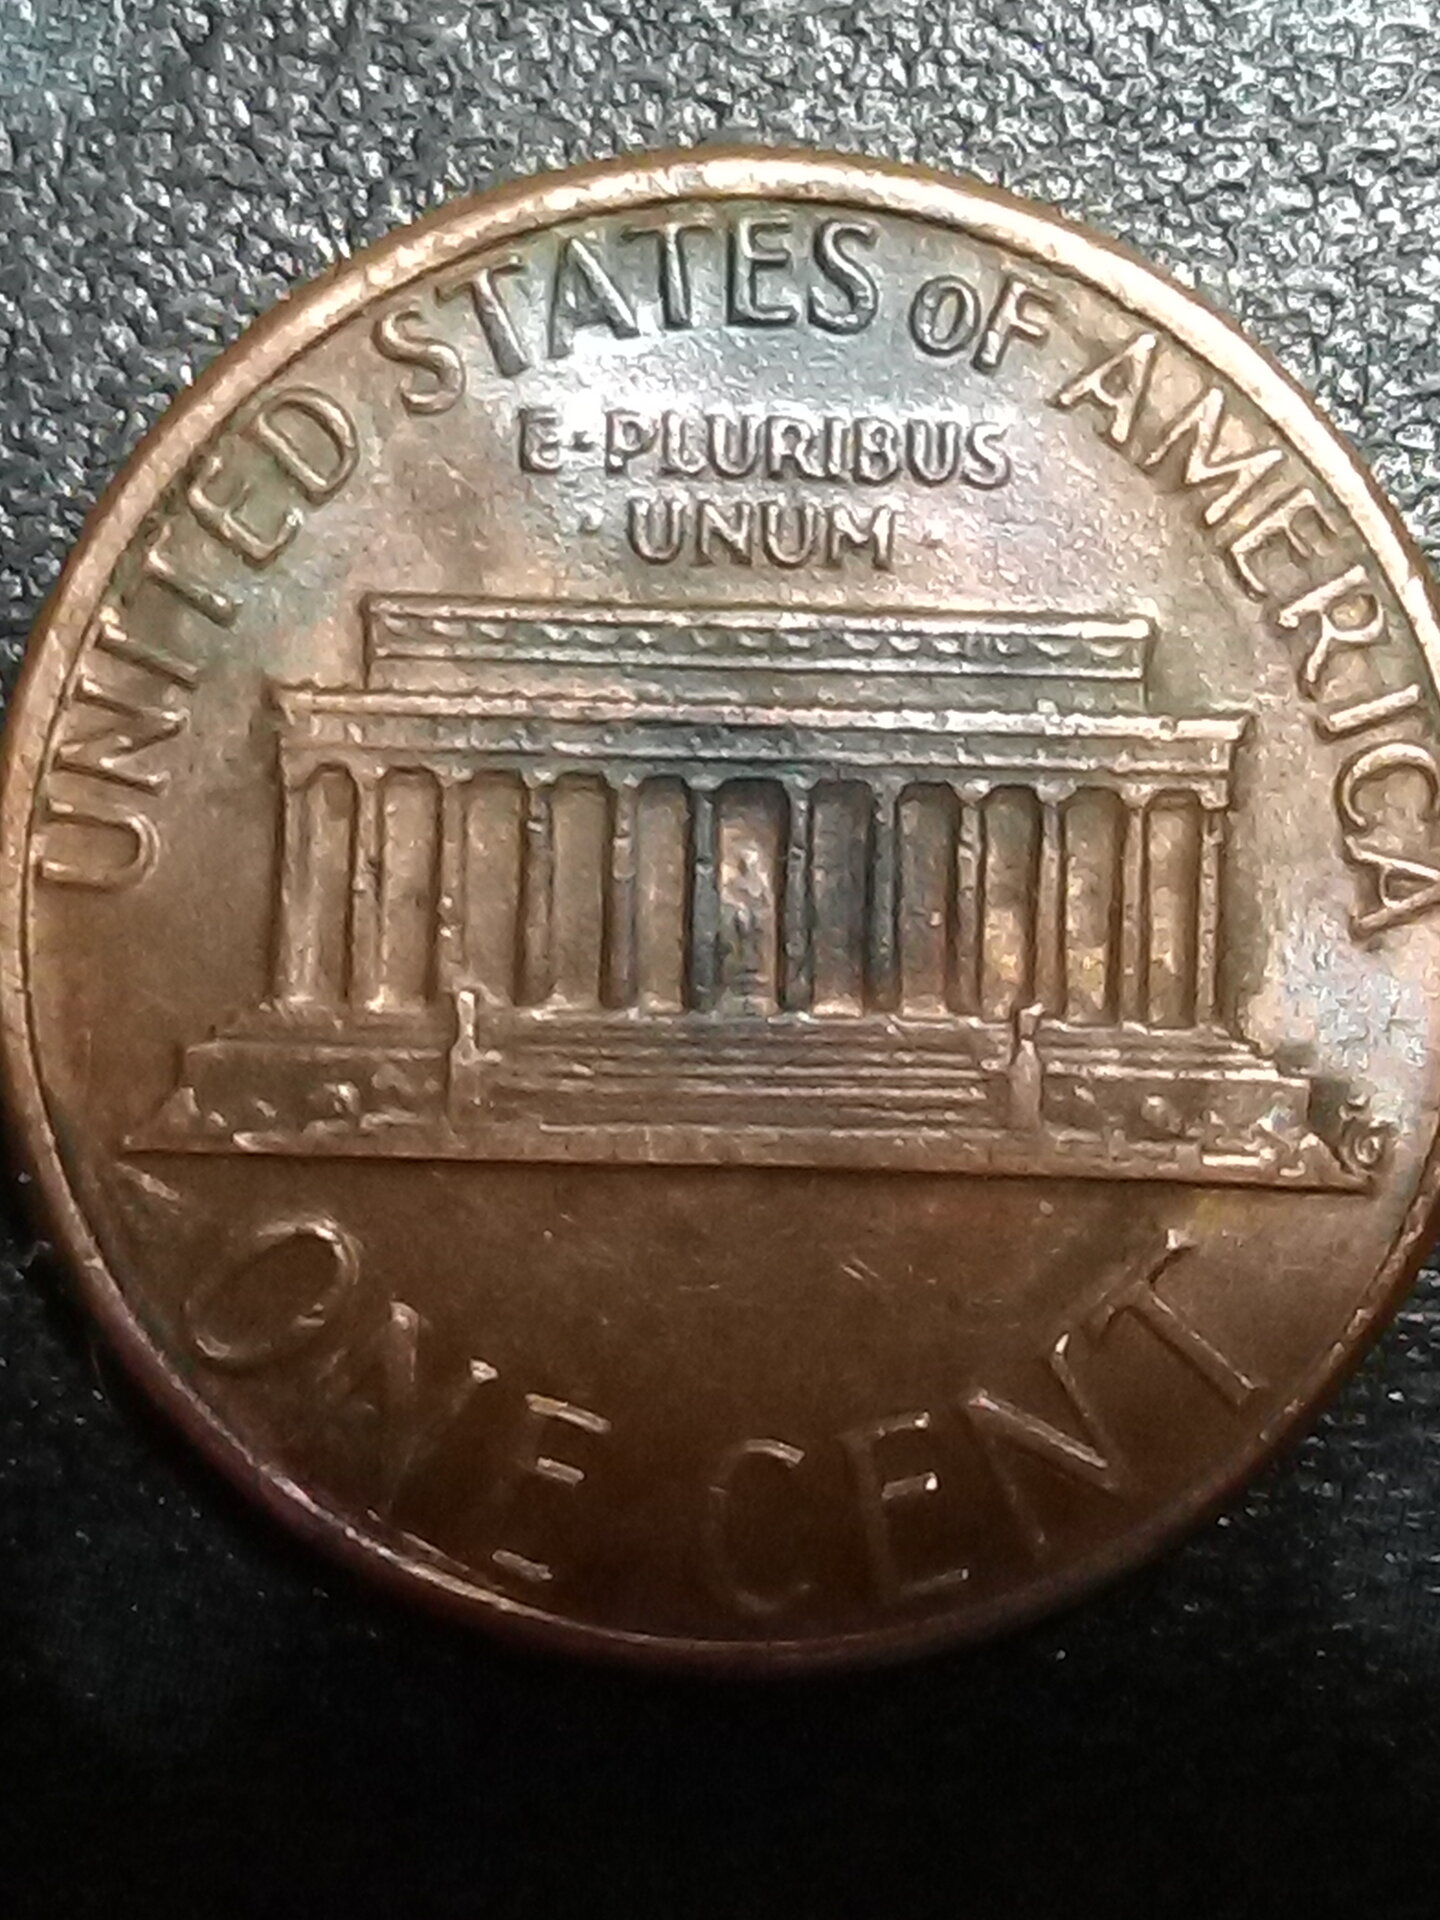 UNITED STATES OF AMERICA
E·PLURIBUS
·UNUM·
ONE CENT